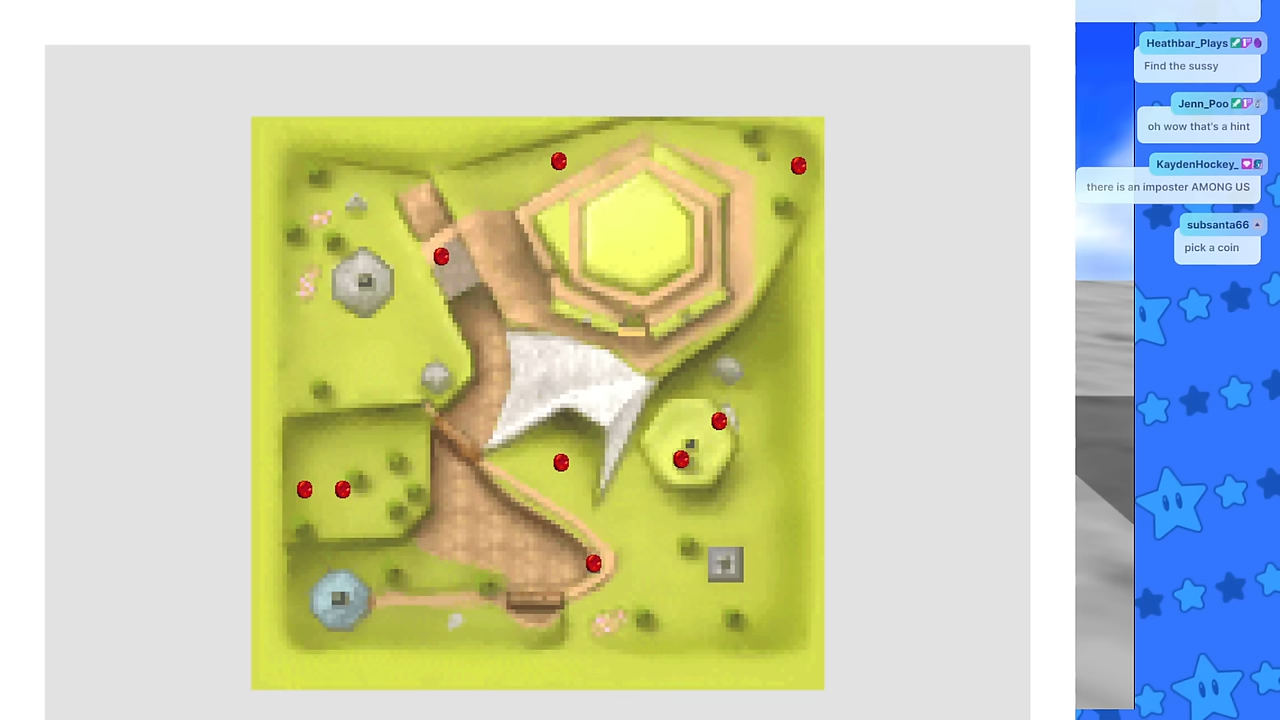 Heathbar_Plays
Find the sussy
Jenn_Poo
oh wow that's a hint
KaydenHockey_
there is an imposter AMONG US
subsanta66
pick a coin